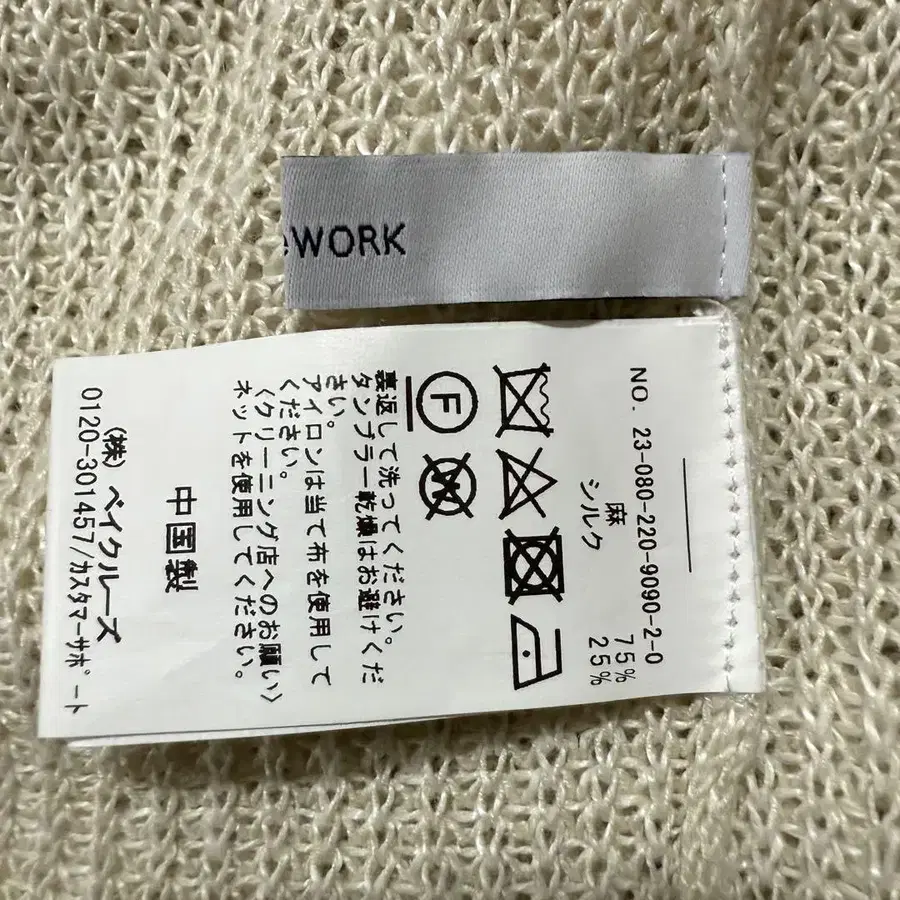 eWORK
NO. 23-080-220-9090-2-0
麻 75%
シルク 25%
F
W
裏返して洗ってください。
タンブラー乾燥はお避けくだ
さい。
アイロンは当て布を使用して
ください。
〈クリーニング店へのお願い〉
ネットを使用してください。
中国製
(株) ベイクルーズ
0120-301457/カスタマーサポート